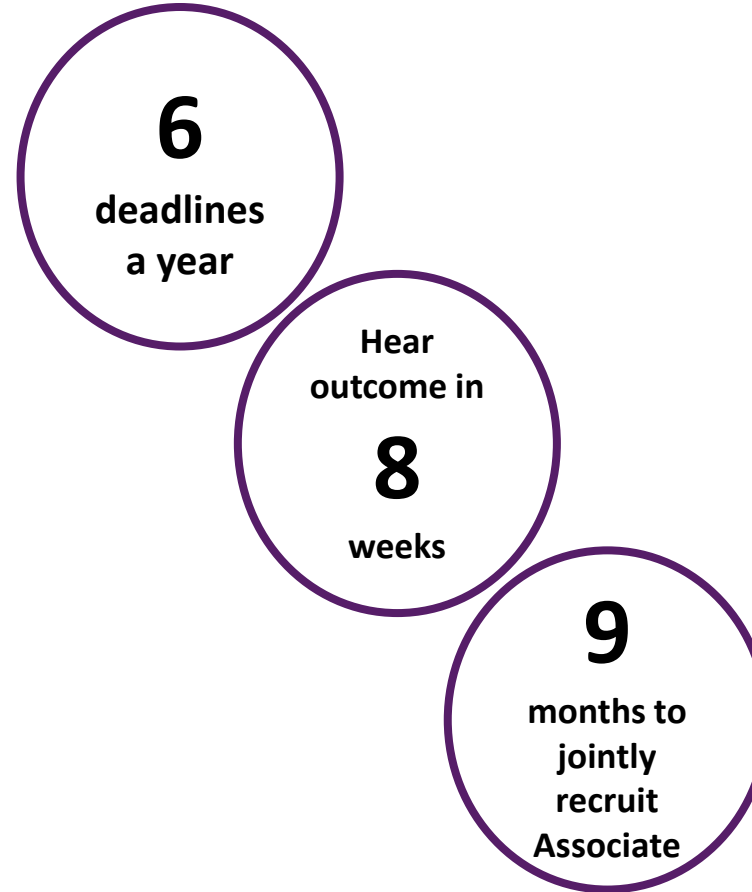 6
deadlines
a year
Hear
outcome in
8
weeks
9
months to
jointly
recruit
Associate